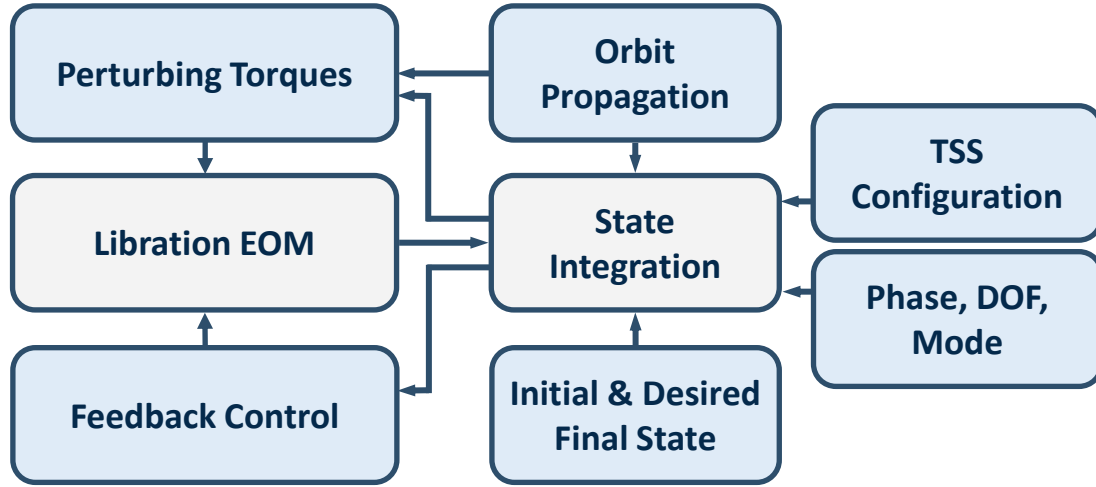 Perturbing Torques
Orbit
Propagation
TSS
Configuration
Libration EOM
State
Integration
Phase, DOF,
Mode
Feedback Control
Initial & Desired
Final State